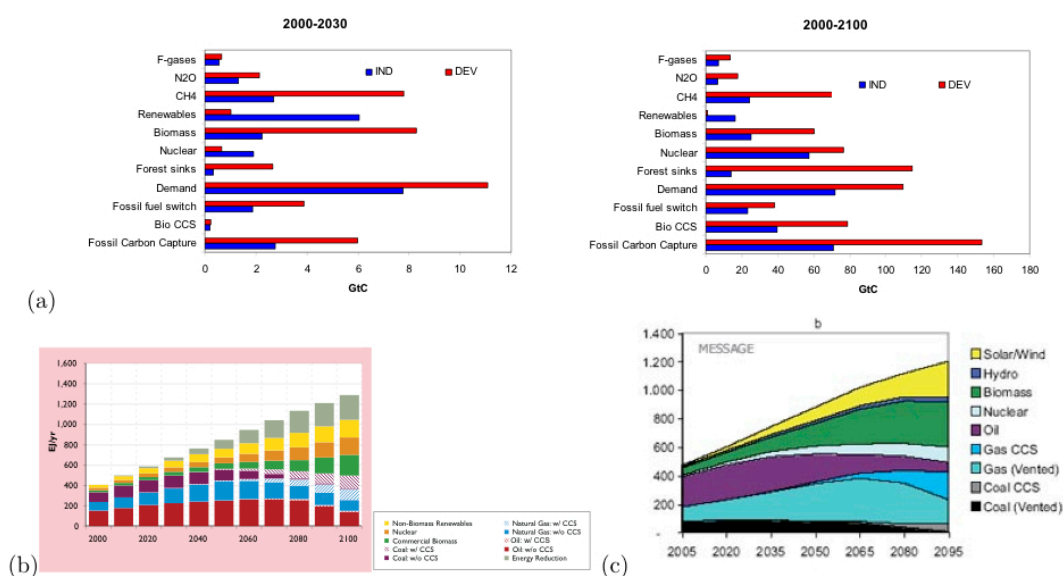 2000-2030
F-gases
N2O
CH4
Renewables
Biomass
Nuclear
Forest sinks
Demand
Fossil fuel switch
Bio CCS
Fossil Carbon Capture
IND DEV
0 2 4 6 8 10 12
GtC
2000-2100
F-gases
N2O
CH4
Renewables
Biomass
Nuclear
Forest sinks
Demand
Fossil fuel switch
Bio CCS
Fossil Carbon Capture
IND DEV
0 20 40 60 80 100 120 140 160 180
GtC
(a)
1,600
1,400
1,200
1,000
800
600
400
200
0
EJ/yr
2000 2020 2040 2060 2080 2100
Non-Biomass Renewables
Nuclear
Commercial Biomass
Coal: w/ CCS
Coal: w/o CCS
Natural Gas: w/ CCS
Natural Gas: w/o CCS
Oil: w/ CCS
Oil: w/o CCS
Energy Reduction
(b)
b
MESSAGE
1.400
1.200
1.000
800
600
400
200
-
2005 2020 2035 2050 2065 2080 2095
Solar/Wind
Hydro
Biomass
Nuclear
Oil
Gas CCS
Gas (Vented)
Coal CCS
Coal (Vented)
(c)